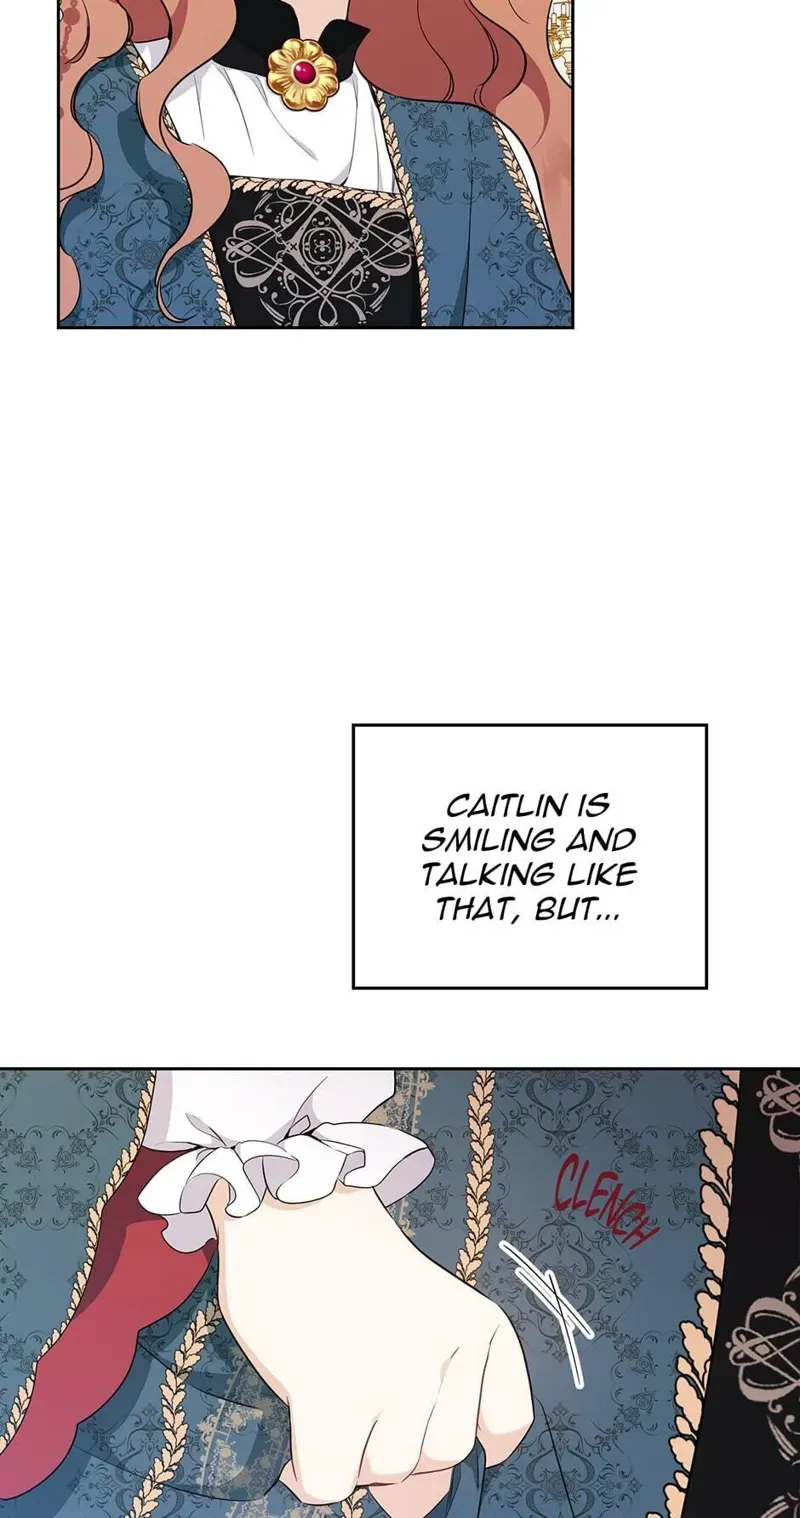 CAITLIN IS
SMILING AND
TALKING LIKE
THAT, BUT...
CLENCH